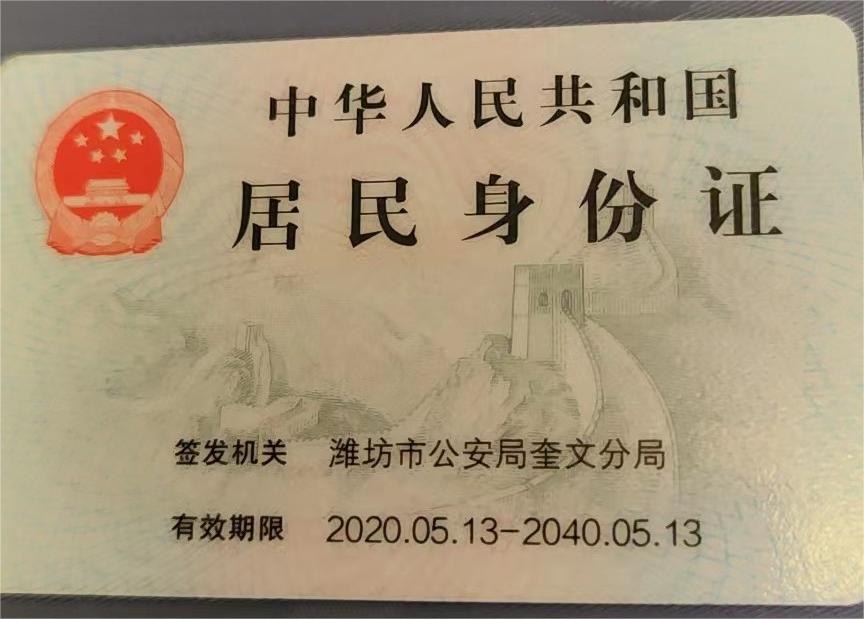 中华人民共和国
居民身份证
签发机关 潍坊市公安局奎文分局
有效期限 2020.05.13-2040.05.13